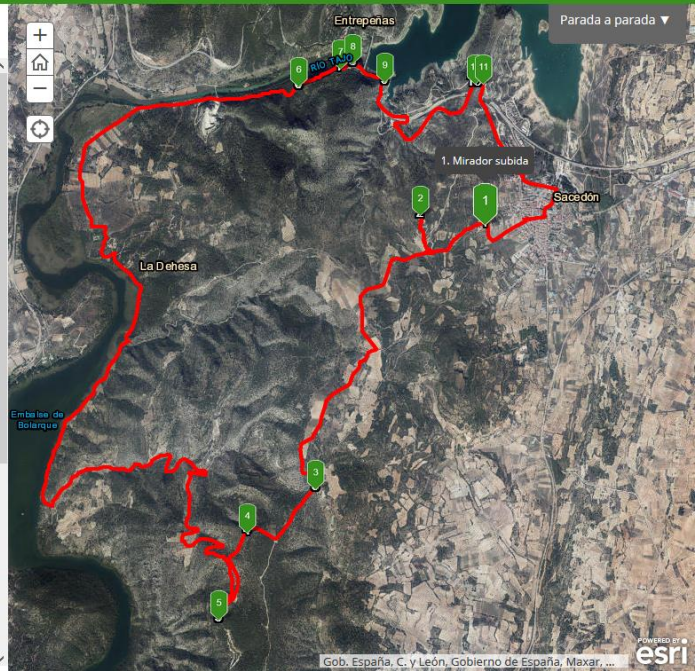 Parada a parada ▼
Entrepeñas
+
−
6
7
8
RÍO TAJO
9
11
1. Mirador subida
2
1
Sacedón
La Dehesa
Embalse de
Bolarque
3
4
5
POWERED BY
esri
Gob. España, C. y León, Gobierno de España, Maxar, ...